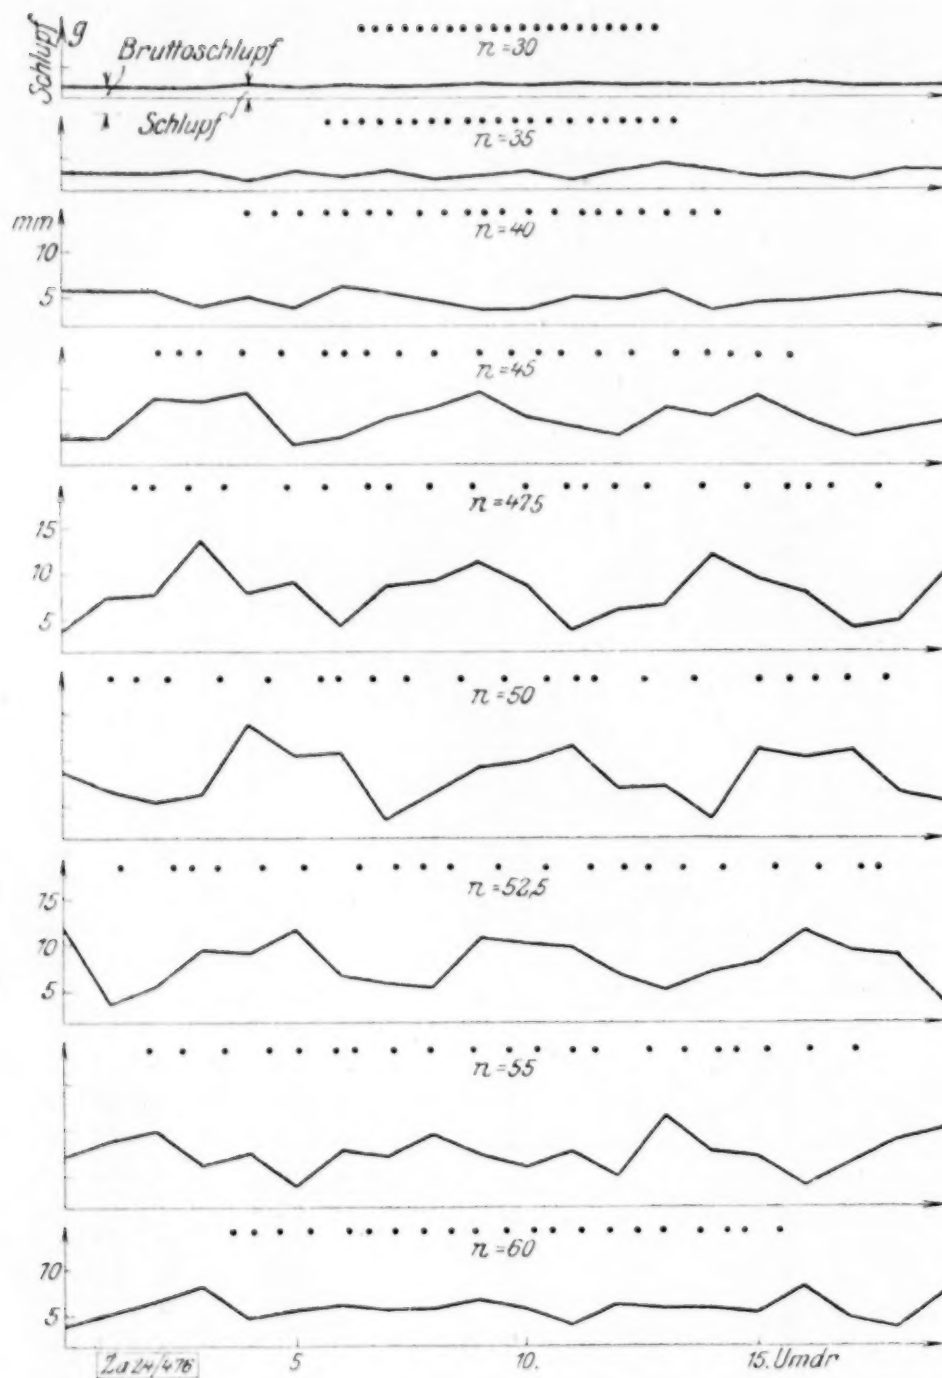 Schlupf
g
Bruttoschlupf
n=30
Schlupf
n=35
mm
n=40
10
5
n=45
n=47,5
15
10
5
n=50
n=52,5
15
10
5
n=55
n=60
10
5
Za 24/476
5
10.
15. Umdr